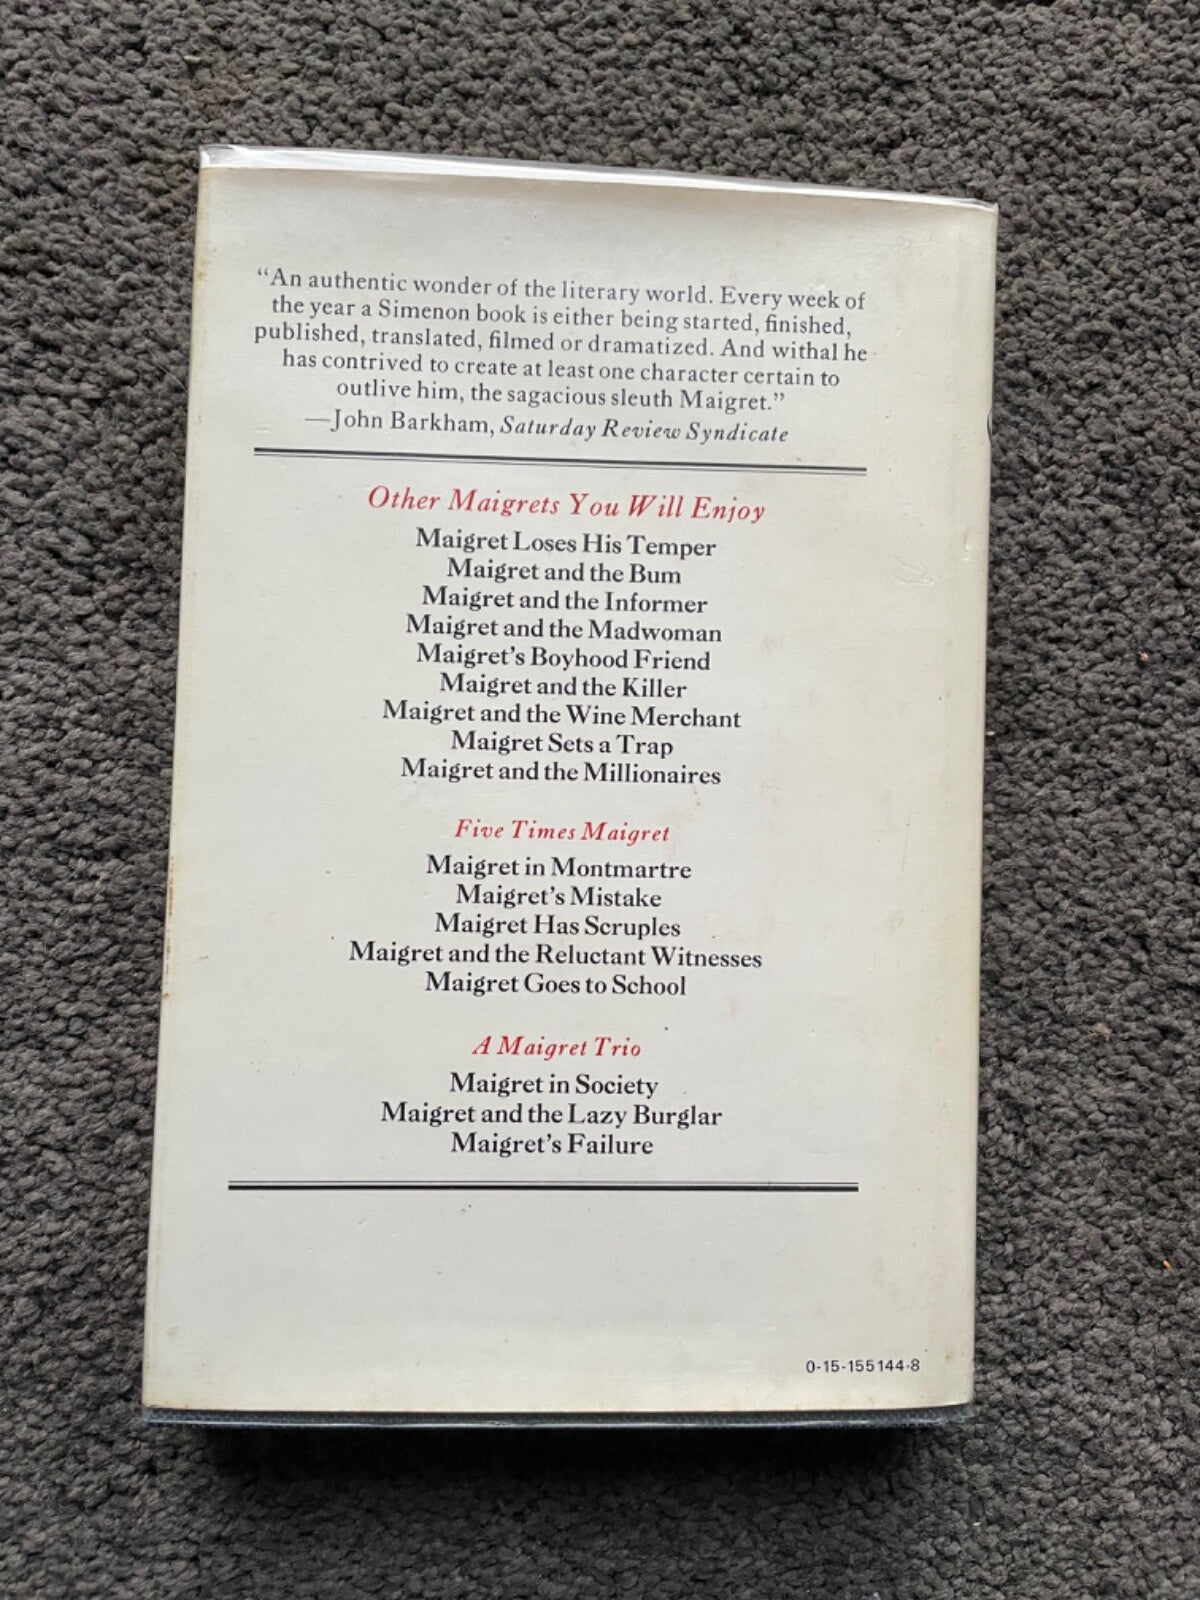 “An authentic wonder of the literary world. Every week of
the year a Simenon book is either being started, finished,
published, translated, filmed or dramatized. And withal he
has contrived to create at least one character certain to
outlive him, the sagacious sleuth Maigret.”
—John Barkham, Saturday Review Syndicate
Other Maigrets You Will Enjoy
Maigret Loses His Temper
Maigret and the Bum
Maigret and the Informer
Maigret and the Madwoman
Maigret’s Boyhood Friend
Maigret and the Killer
Maigret and the Wine Merchant
Maigret Sets a Trap
Maigret and the Millionaires
Five Times Maigret
Maigret in Montmartre
Maigret’s Mistake
Maigret Has Scruples
Maigret and the Reluctant Witnesses
Maigret Goes to School
A Maigret Trio
Maigret in Society
Maigret and the Lazy Burglar
Maigret’s Failure
0-15-155144-8